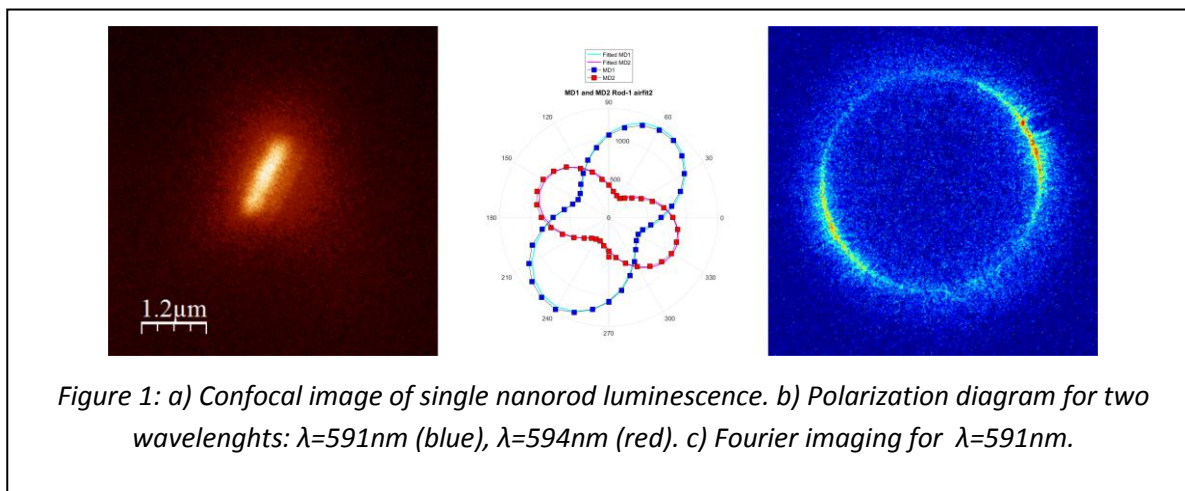 1.2µm
Fitted MD1
Fitted MD2
MD1
MD2
MD1 and MD2 Rod-1 airfit2
90
120
60
1000
150
30
500
180
0
0
210
330
240
300
270
Figure 1: a) Confocal image of single nanorod luminescence. b) Polarization diagram for two
wavelenghts: λ=591nm (blue), λ=594nm (red). c) Fourier imaging for λ=591nm.